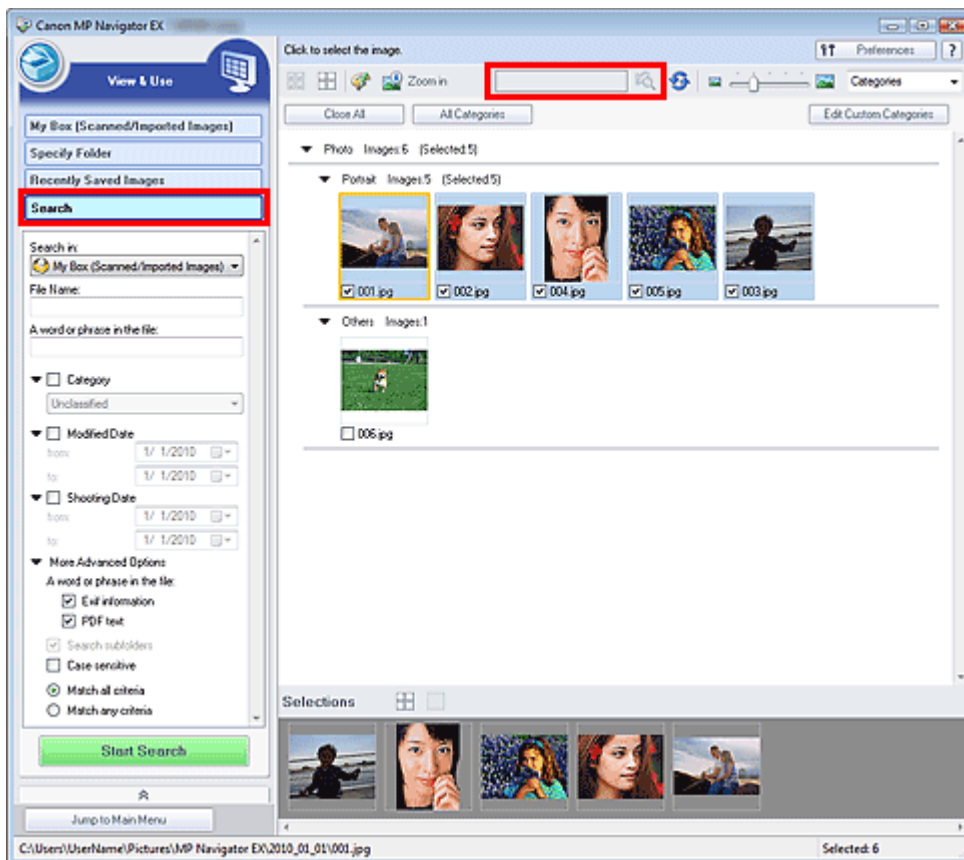 Canon MP Navigator EX
View & Use
My Box (Scanned/Imported Images)
Specify Folder
Recently Saved Images
Search
Search in:
My Box (Scanned/Imported Images)
File Name:
A word or phrase in the file:
Category
Unclassified
Modified Date
from: 1/ 1/2010
to: 1/ 1/2010
Shooting Date
from: 1/ 1/2010
to: 1/ 1/2010
More Advanced Options
A word or phrase in the file:
Exif information
PDF text
Search subfolders
Case sensitive
Match all criteria
Match any criteria
Start Search
Jump to Main Menu
Click to select the image.
Preferences ?
Zoom in
Categories
Close All All Categories Edit Custom Categories
Photo Images:6 (Selected:5)
Portrait Images:5 (Selected:5)
001.jpg 002.jpg 004.jpg 005.jpg 003.jpg
Others Images:1
006.jpg
Selections
C:\Users\UserName\Pictures\MP Navigator EX\2010_01_01\001.jpg Selected: 6